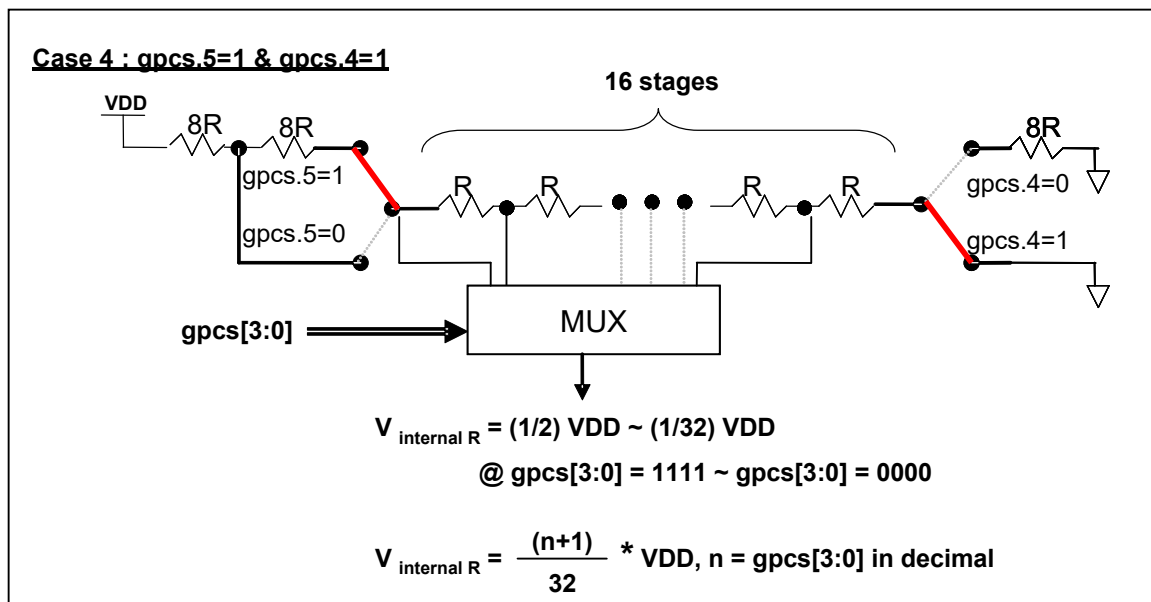 Case 4 : gpcs.5=1 & gpcs.4=1
16 stages
VDD
8R 8R 8R
gpcs.5=1
R R R R
gpcs.4=0
gpcs.5=0
gpcs.4=1
MUX
gpcs[3:0]
V internal R = (1/2) VDD ~ (1/32) VDD
@ gpcs[3:0] = 1111 ~ gpcs[3:0] = 0000
V internal R = (n+1) / 32 * VDD, n = gpcs[3:0] in decimal